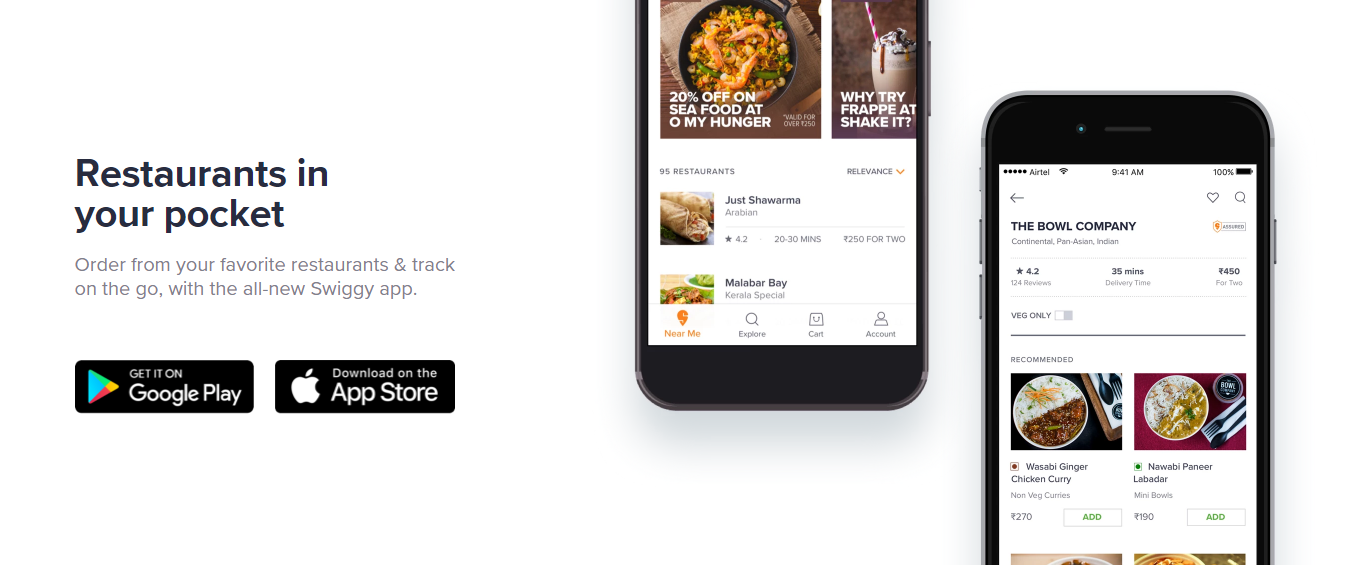 Restaurants in
your pocket
Order from your favorite restaurants & track
on the go, with the all-new Swiggy app.
GET IT ON
Google Play
Download on the
App Store
20% OFF ON
SEA FOOD AT
O MY HUNGER
*VALID FOR
OVER ₹250
WHY TRY
FRAPPE AT
SHAKE IT?
95 RESTAURANTS
RELEVANCE
Just Shawarma
Arabian
★ 4.2 · 20-30 MINS ₹250 FOR TWO
Malabar Bay
Kerala Special
Near Me
Explore
Cart
Account
Airtel 9:41 AM 100%
THE BOWL COMPANY
ASSURED
Continental, Pan-Asian, Indian
★ 4.2 35 mins ₹450
124 Reviews Delivery Time For Two
VEG ONLY
RECOMMENDED
BOWL
Wasabi Ginger
Chicken Curry
Non Veg Curries
₹270 ADD
Nawabi Paneer
Labadar
Mini Bowls
₹190 ADD